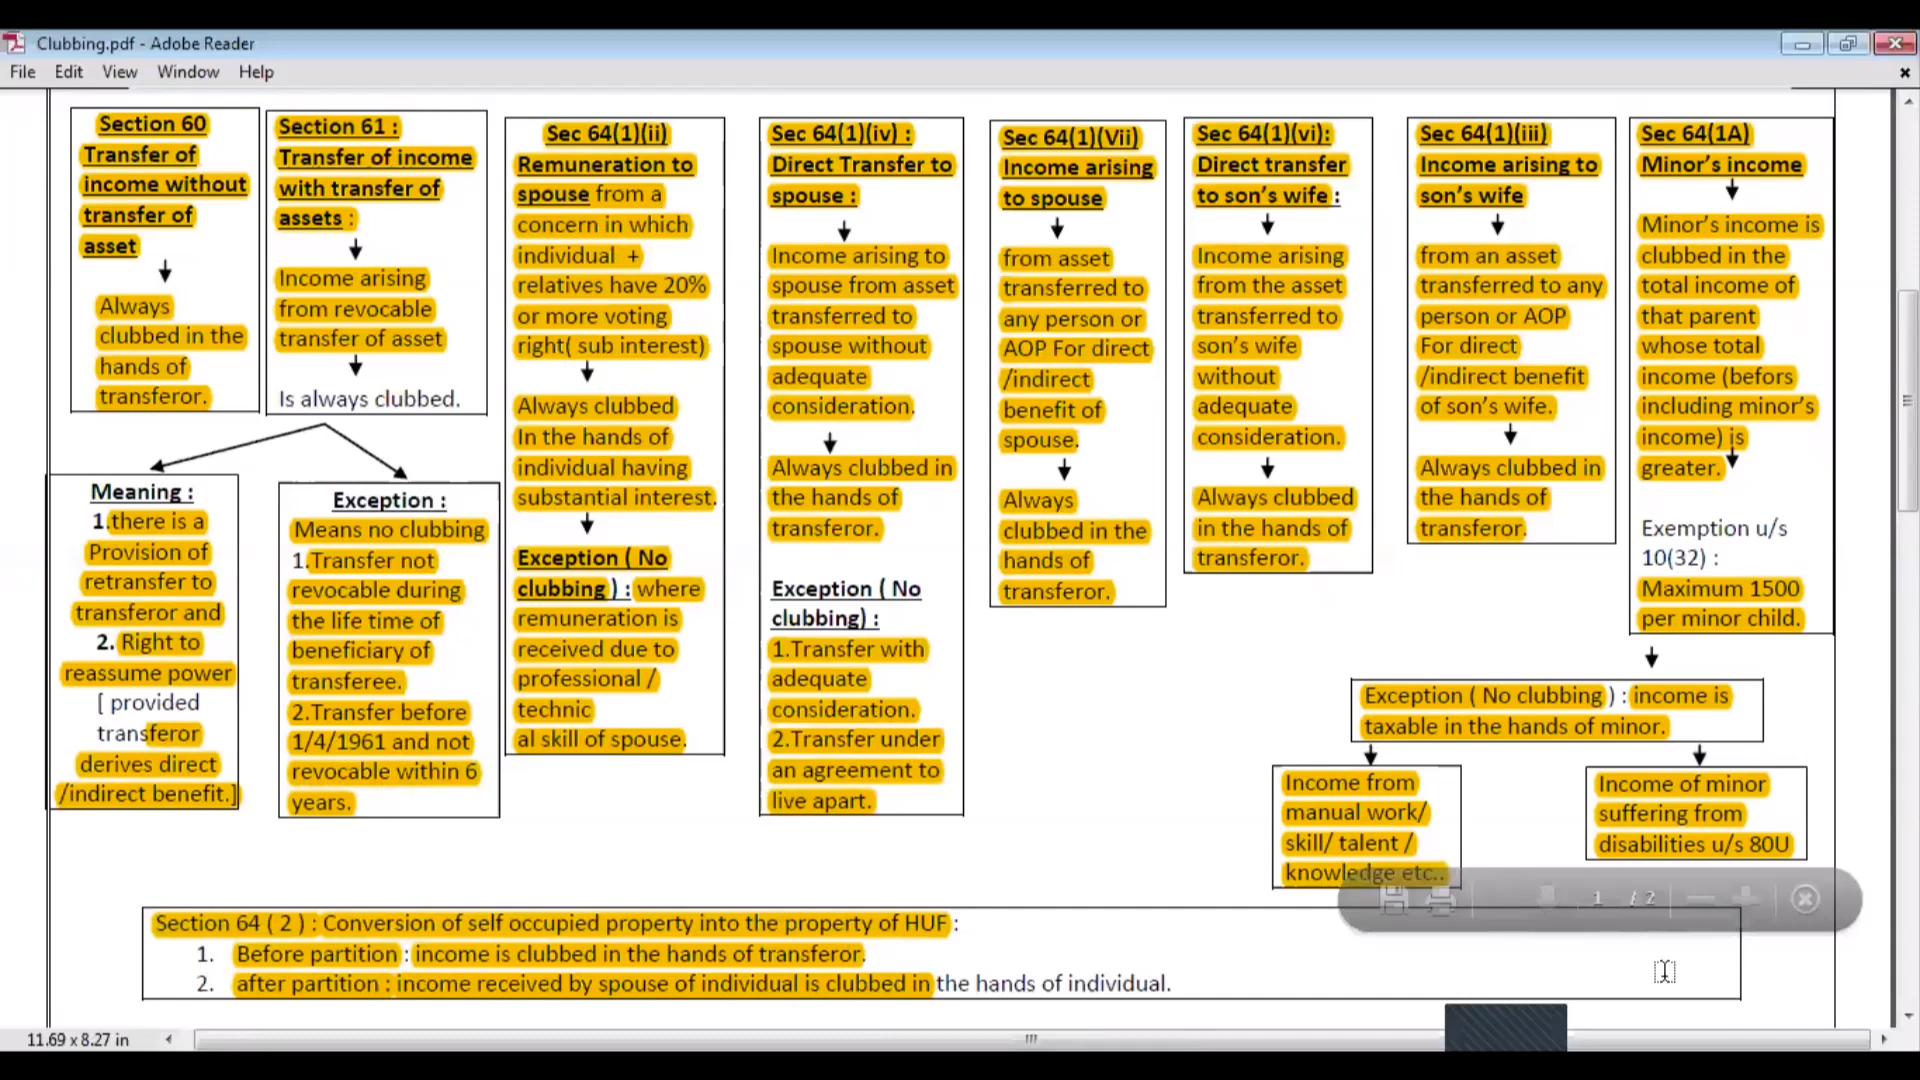 Clubbing.pdf - Adobe Reader
File Edit View Window Help
Section 60
Transfer of
income without
transfer of
asset
Always
clubbed in the
hands of
transferor.
Section 61 :
Transfer of income
with transfer of
assets :
Income arising
from revocable
transfer of asset
Is always clubbed.
Meaning :
1.there is a
Provision of
retransfer to
transferor and
2. Right to
reassume power
[ provided
transferor
derives direct
/indirect benefit.]
Exception :
Means no clubbing
1.Transfer not
revocable during
the life time of
beneficiary of
transferee.
2.Transfer before
1/4/1961 and not
revocable within 6
years.
Sec 64(1)(ii)
Remuneration to
spouse from a
concern in which
individual +
relatives have 20%
or more voting
right( sub interest)
Always clubbed
In the hands of
individual having
substantial interest.
Exception ( No
clubbing ) : where
remuneration is
received due to
professional /
technic
al skill of spouse.
Sec 64(1)(iv) :
Direct Transfer to
spouse :
Income arising to
spouse from asset
transferred to
spouse without
adequate
consideration.
Always clubbed in
the hands of
transferor.
Exception ( No
clubbing) :
1.Transfer with
adequate
consideration.
2.Transfer under
an agreement to
live apart.
Sec 64(1)(Vii)
Income arising
to spouse
from asset
transferred to
any person or
AOP For direct
/indirect
benefit of
spouse.
Always
clubbed in the
hands of
transferor.
Sec 64(1)(vi):
Direct transfer
to son’s wife :
Income arising
from the asset
transferred to
son’s wife
without
adequate
consideration.
Always clubbed
in the hands of
transferor.
Sec 64(1)(iii)
Income arising to
son’s wife
from an asset
transferred to any
person or AOP
For direct
/indirect benefit
of son’s wife.
Always clubbed in
the hands of
transferor.
Sec 64(1A)
Minor’s income
Minor’s income is
clubbed in the
total income of
that parent
whose total
income (befors
including minor’s
income) is
greater.
Exemption u/s
10(32) :
Maximum 1500
per minor child.
Exception ( No clubbing ) : income is
taxable in the hands of minor.
Income from
manual work/
skill/ talent /
knowledge etc..
Income of minor
suffering from
disabilities u/s 80U
1 / 2
Section 64 ( 2 ) : Conversion of self occupied property into the property of HUF :
1. Before partition : income is clubbed in the hands of transferor.
2. after partition : income received by spouse of individual is clubbed in the hands of individual.
11.69 x 8.27 in